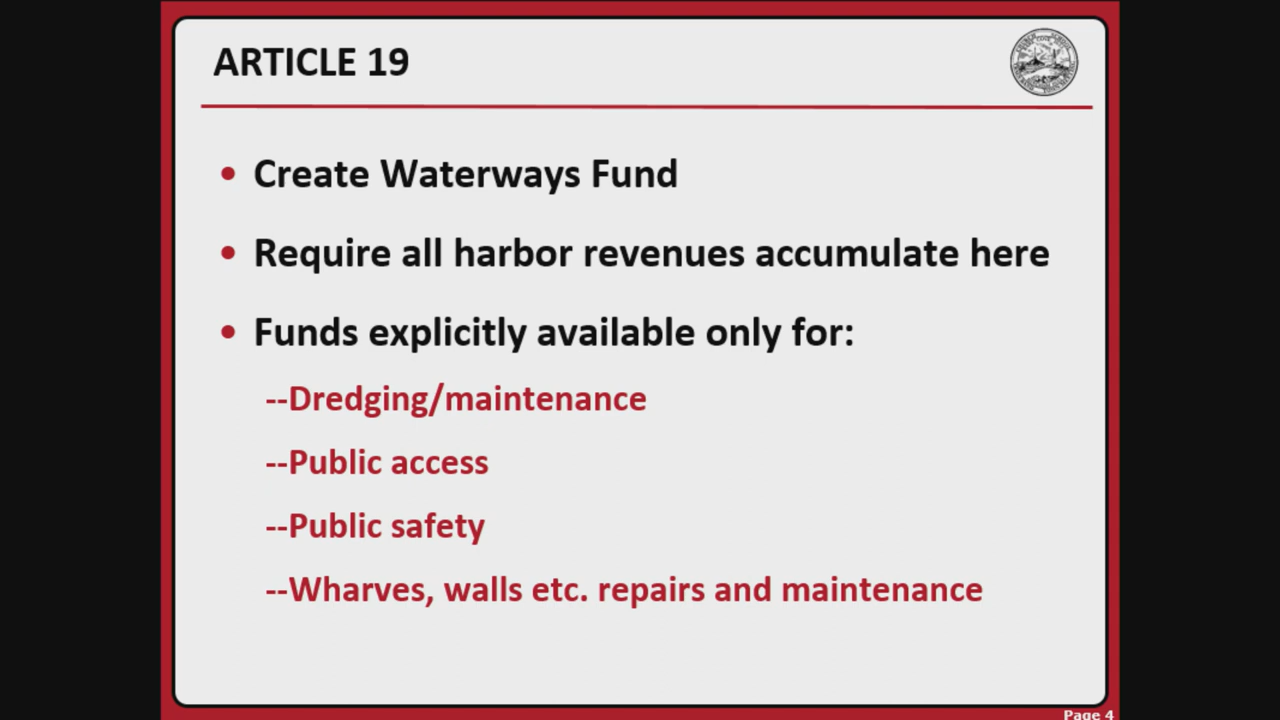 ARTICLE 19
• Create Waterways Fund
• Require all harbor revenues accumulate here
• Funds explicitly available only for:
--Dredging/maintenance
--Public access
--Public safety
--Wharves, walls etc. repairs and maintenance
Page 4